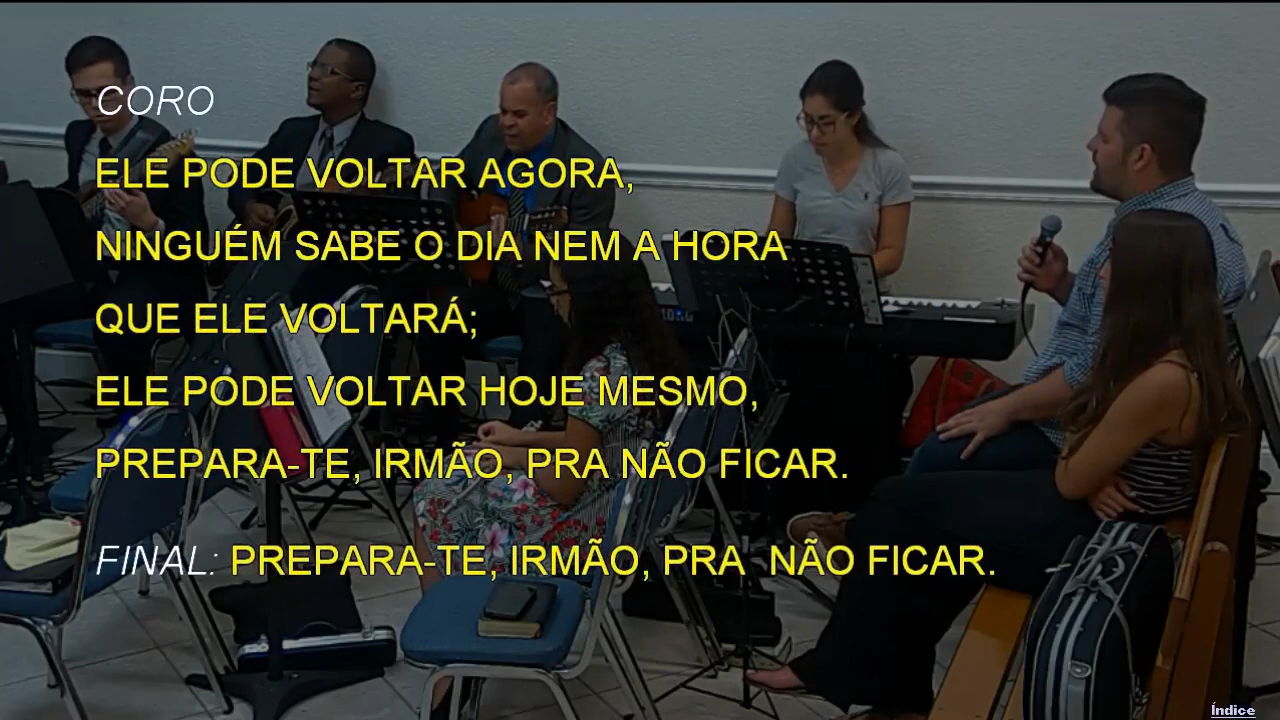 CORO
ELE PODE VOLTAR AGORA,
NINGUÉM SABE O DIA NEM A HORA
QUE ELE VOLTARÁ;
ELE PODE VOLTAR HOJE MESMO,
PREPARA-TE, IRMÃO, PRA NÃO FICAR.
FINAL: PREPARA-TE, IRMÃO, PRA  NÃO FICAR.
KORG
Índice